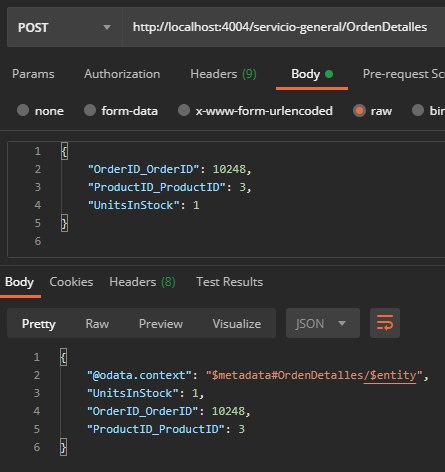 POST http://localhost:4004/servicio-general/OrdenDetalles
Params Authorization Headers (9) Body Pre-request Sc
none form-data x-www-form-urlencoded raw bin
1 {
2 "OrderID_OrderID": 10248,
3 "ProductID_ProductID": 3,
4 "UnitsInStock": 1
5 }
6
Body Cookies Headers (8) Test Results
Pretty Raw Preview Visualize JSON
1 {
2 "@odata.context": "$metadata#OrdenDetalles/$entity",
3 "UnitsInStock": 1,
4 "OrderID_OrderID": 10248,
5 "ProductID_ProductID": 3
6 }